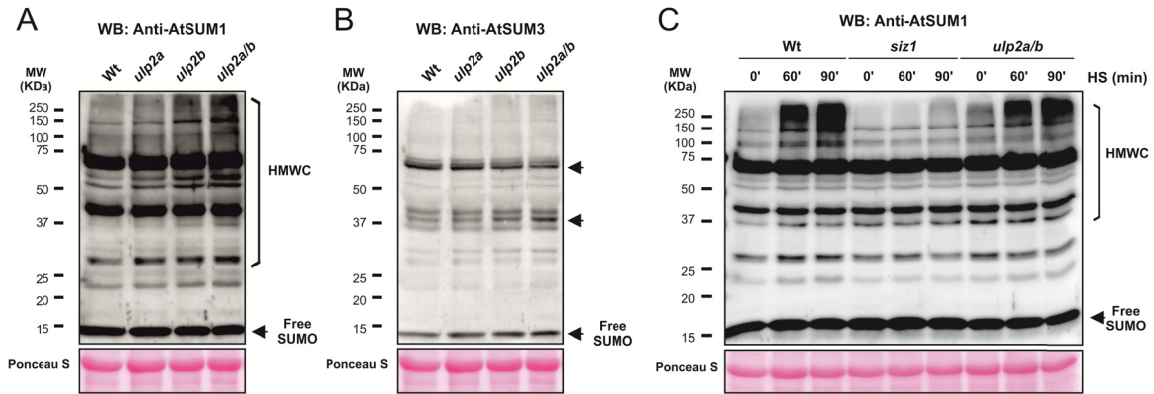 A
WB: Anti-AtSUM1
Wt
ulp2a
ulp2b
ulp2a/b
MW
(KDa)
250
150
100
75
50
37
25
20
15
HMWC
Free
SUMO
Ponceau S
B
WB: Anti-AtSUM3
Wt
ulp2a
ulp2b
ulp2a/b
MW
(KDa)
250
150
100
75
50
37
25
20
15
Free
SUMO
Ponceau S
C
WB: Anti-AtSUM1
Wt siz1 ulp2a/b
0' 60' 90' 0' 60' 90' 0' 60' 90' HS (min)
MW
(KDa)
250
150
100
75
50
37
25
20
15
HMWC
Free
SUMO
Ponceau S